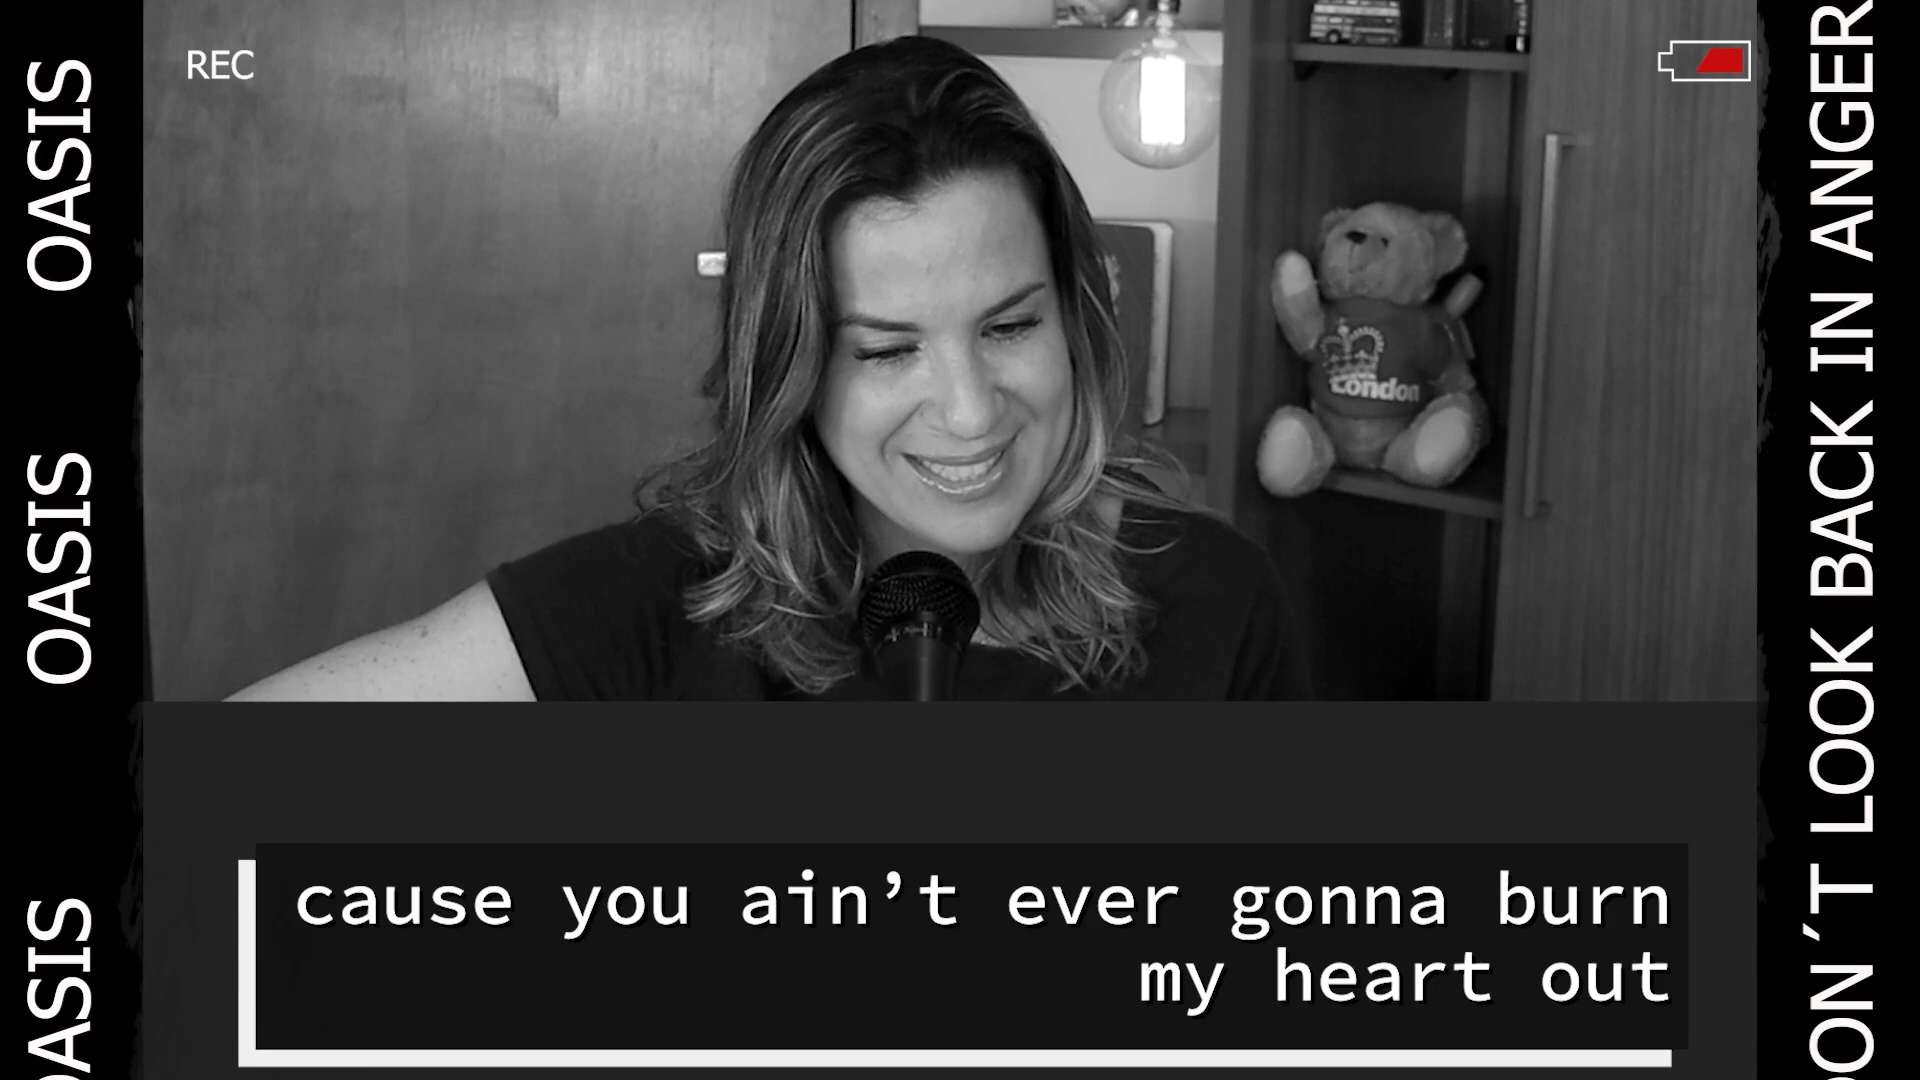 REC
OASIS
OASIS
OASIS
London
cause you ain’t ever gonna burn
my heart out
DON´T LOOK BACK IN ANGER